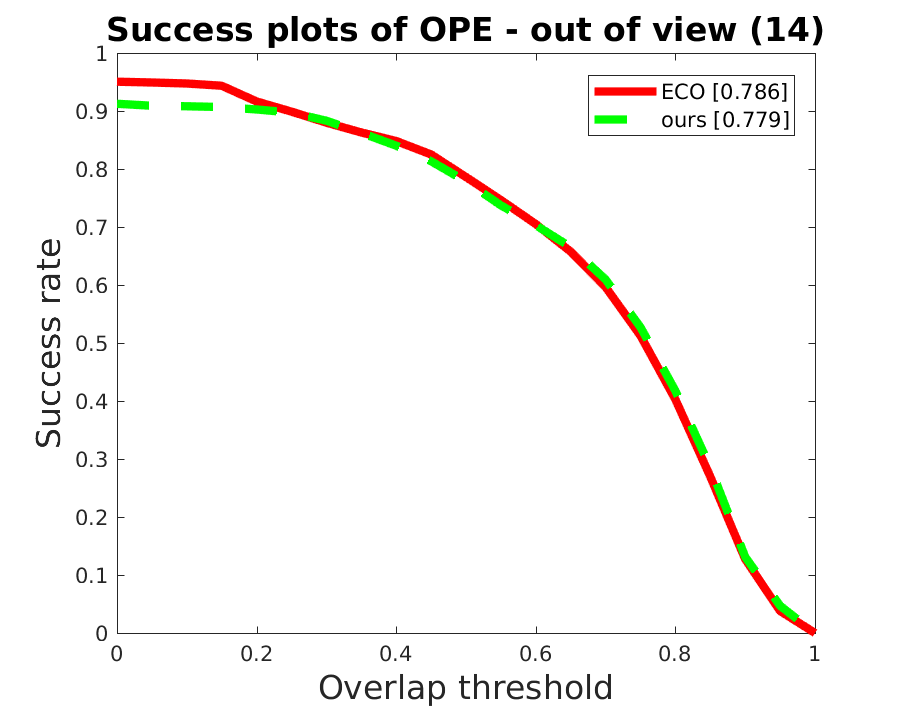 Success plots of OPE - out of view (14)
ECO [0.786]
ours [0.779]
Success rate
1
0.9
0.8
0.7
0.6
0.5
0.4
0.3
0.2
0.1
0
0 0.2 0.4 0.6 0.8 1
Overlap threshold